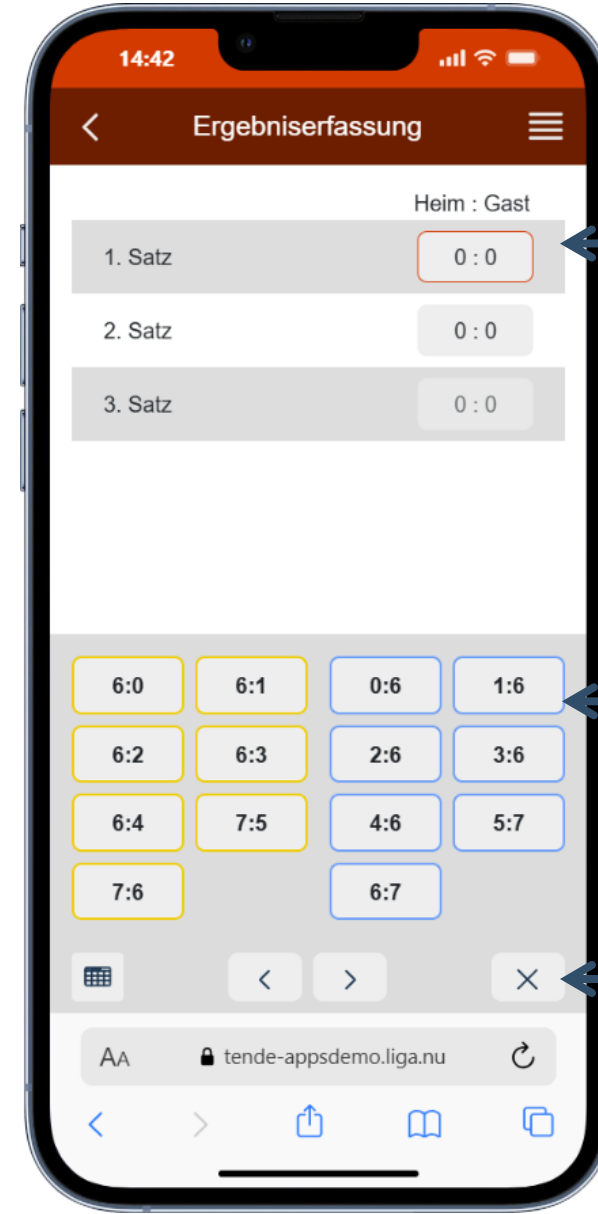 14:42
Ergebniserfassung
Heim : Gast
1. Satz 0 : 0
2. Satz 0 : 0
3. Satz 0 : 0
6:0 6:1 0:6 1:6
6:2 6:3 2:6 3:6
6:4 7:5 4:6 5:7
7:6 6:7
AA tende-appsdemo.liga.nu